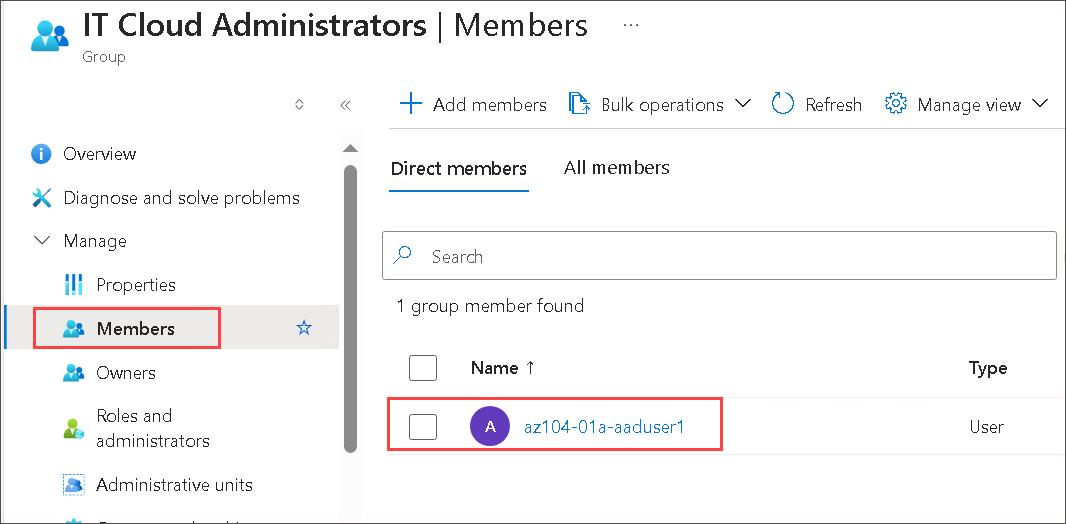 IT Cloud Administrators | Members ...
Group
Add members Bulk operations Refresh Manage view
Overview
Diagnose and solve problems
Manage
Properties
Members
Owners
Roles and
administrators
Administrative units
Direct members All members
Search
1 group member found
Name ↑ Type
A az104-01a-aaduser1 User